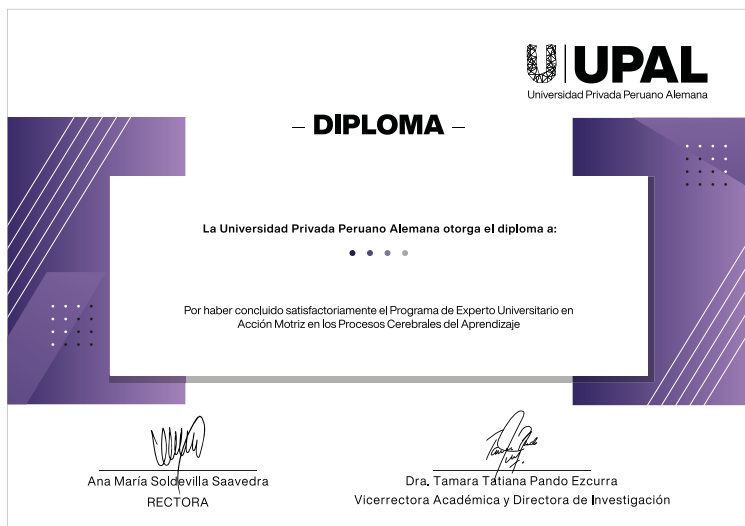 UPAL
Universidad Privada Peruano Alemana
– DIPLOMA –
La Universidad Privada Peruano Alemana otorga el diploma a:
Por haber concluido satisfactoriamente el Programa de Experto Universitario en
Acción Motriz en los Procesos Cerebrales del Aprendizaje
Ana María Soldevilla Saavedra
RECTORA
Dra. Tamara Tatiana Pando Ezcurra
Vicerrectora Académica y Directora de Investigación